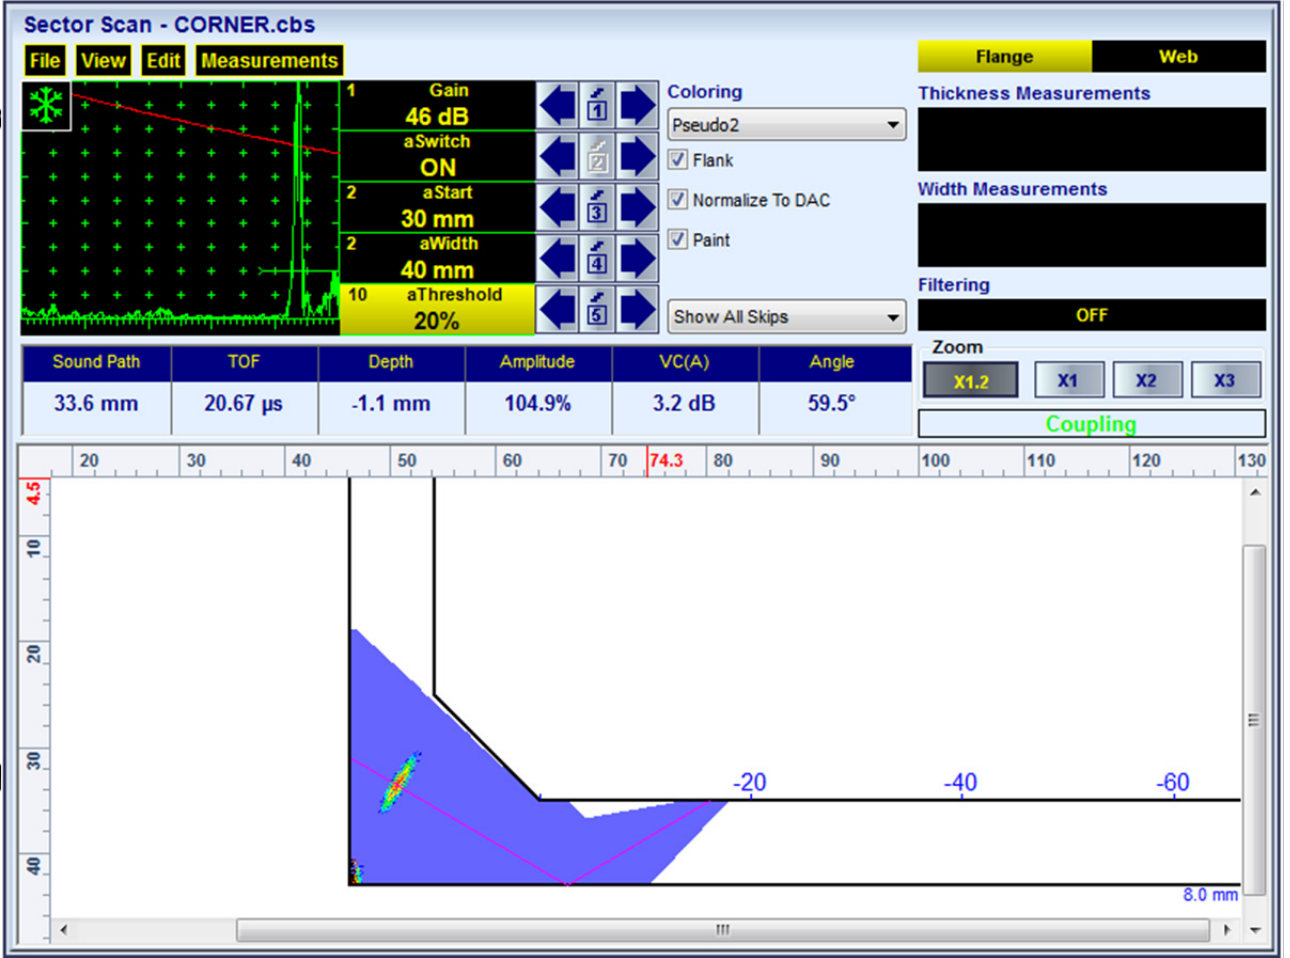 Sector Scan - CORNER.cbs
File View Edit Measurements
Flange Web
1 Gain
46 dB
1
aSwitch
ON
2
2 aStart
30 mm
3
2 aWidth
40 mm
4
10 aThreshold
20%
5
Coloring
Pseudo2
Flank
Normalize To DAC
Paint
Show All Skips
Thickness Measurements
Width Measurements
Filtering
OFF
Zoom
X1.2 X1 X2 X3
Coupling
Sound Path TOF Depth Amplitude VC(A) Angle
33.6 mm 20.67 µs -1.1 mm 104.9% 3.2 dB 59.5°
20 30 40 50 60 70 74.3 80 90 100 110 120 130
4.5
10
20
30
40
-20 -40 -60
8.0 mm